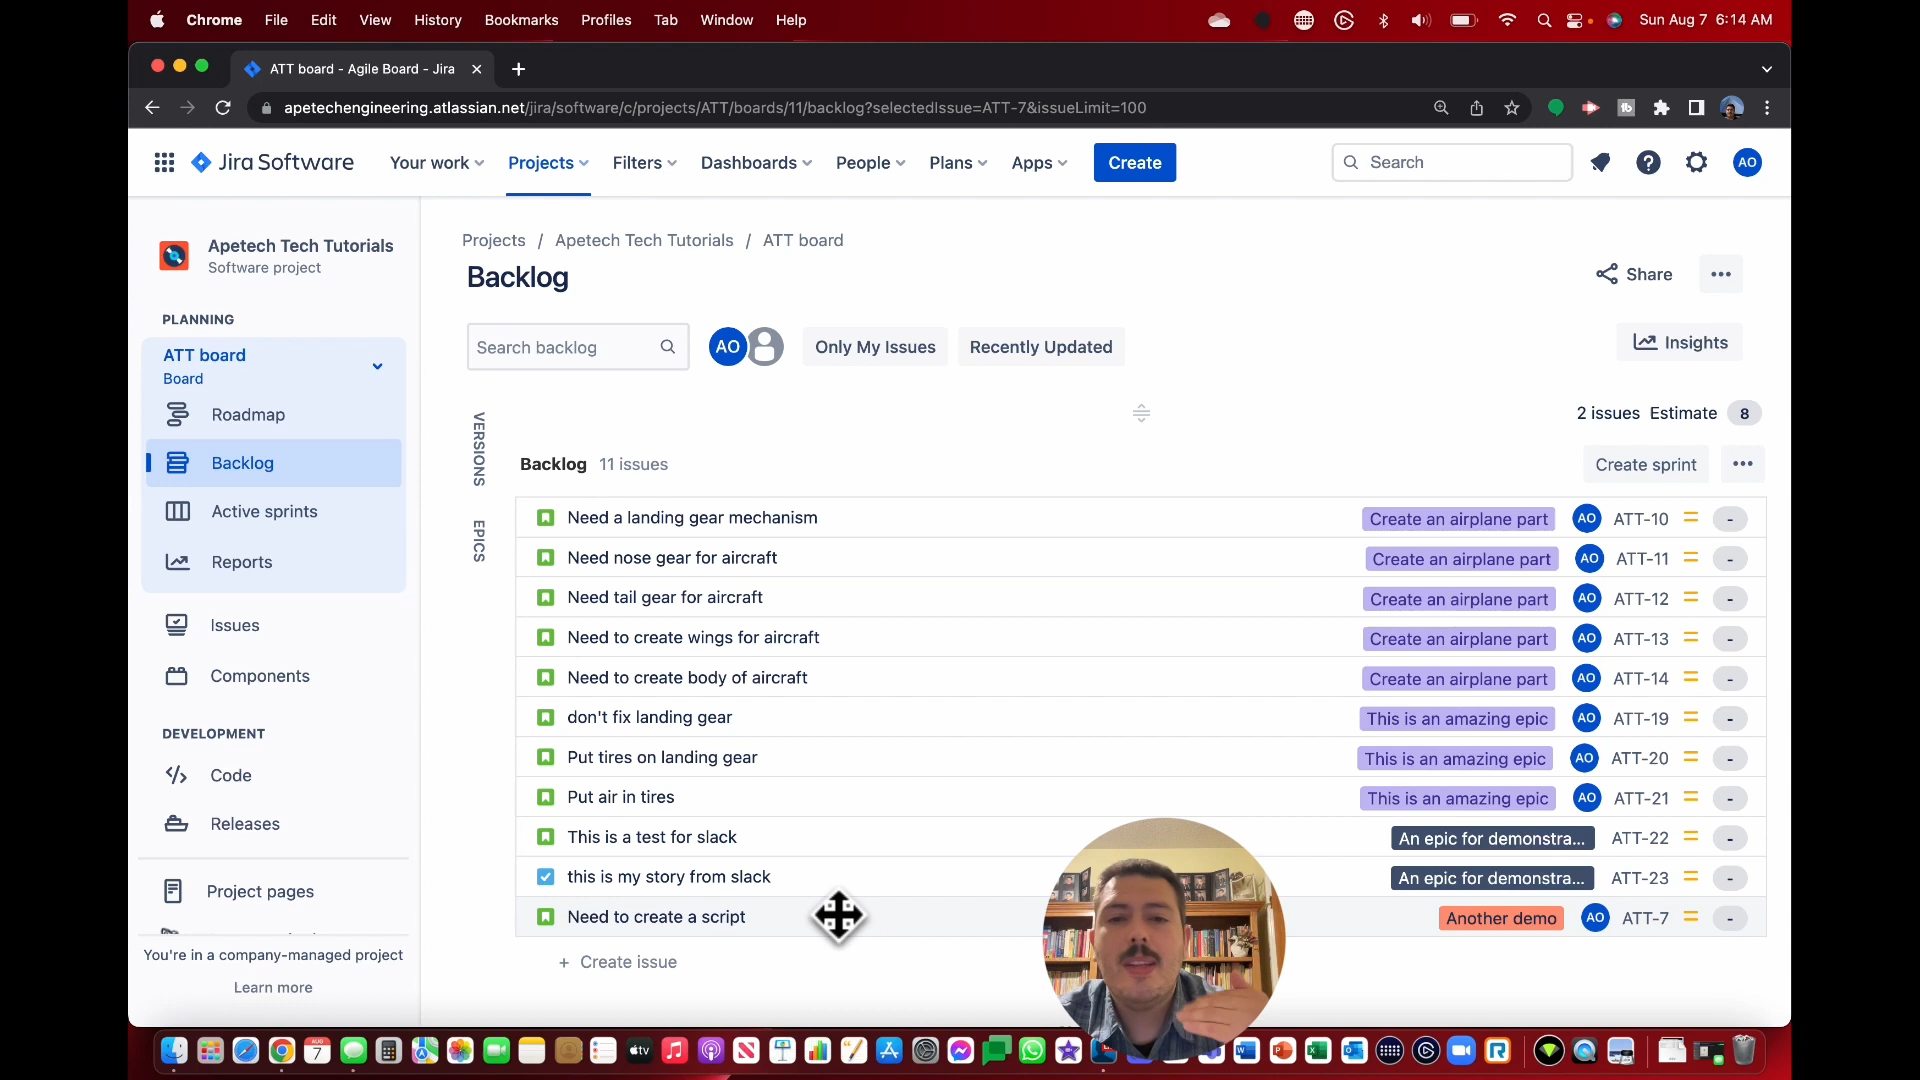 Chrome File Edit View History Bookmarks Profiles Tab Window Help Sun Aug 7 6:14 AM
ATT board - Agile Board - Jira
apetechengineering.atlassian.net/jira/software/c/projects/ATT/boards/11/backlog?selectedIssue=ATT-7&issueLimit=100
Jira Software Your work Projects Filters Dashboards People Plans Apps Create Search AO
Apetech Tech Tutorials
Software project
PLANNING
ATT board
Board
Roadmap
Backlog
Active sprints
Reports
Issues
Components
DEVELOPMENT
Code
Releases
Project pages
You're in a company-managed project
Learn more
Projects / Apetech Tech Tutorials / ATT board
Backlog
Share
Search backlog AO Only My Issues Recently Updated Insights
VERSIONS
EPICS
2 issues Estimate 8
Backlog 11 issues Create sprint
Need a landing gear mechanism Create an airplane part AO ATT-10 -
Need nose gear for aircraft Create an airplane part AO ATT-11 -
Need tail gear for aircraft Create an airplane part AO ATT-12 -
Need to create wings for aircraft Create an airplane part AO ATT-13 -
Need to create body of aircraft Create an airplane part AO ATT-14 -
don't fix landing gear This is an amazing epic AO ATT-19 -
Put tires on landing gear This is an amazing epic AO ATT-20 -
Put air in tires This is an amazing epic AO ATT-21 -
This is a test for slack An epic for demonstra... ATT-22 -
this is my story from slack An epic for demonstra... ATT-23 -
Need to create a script Another demo AO ATT-7 -
+ Create issue
AUG
7
tv